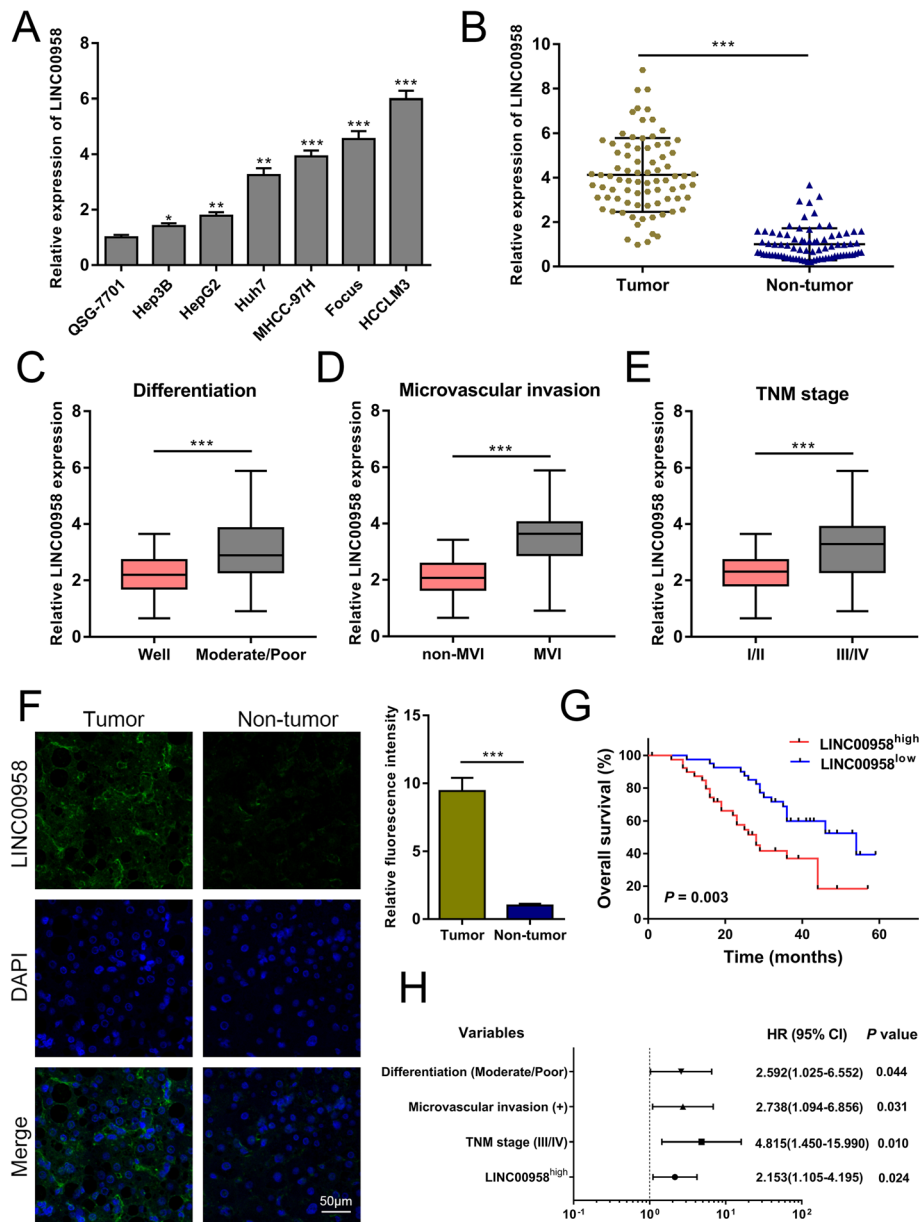 A
Relative expression of LINC00958
8
6
4
2
0
*
**
**
***
***
***
QSG-7701
Hep3B
HepG2
Huh7
MHCC-97H
Focus
HCCLM3
B
Relative expression of LINC00958
10
8
6
4
2
0
***
Tumor
Non-tumor
C
Differentiation
Relative LINC00958 expression
8
6
4
2
0
***
Well
Moderate/Poor
D
Microvascular invasion
Relative LINC00958 expression
8
6
4
2
0
***
non-MVI
MVI
E
TNM stage
Relative LINC00958 expression
8
6
4
2
0
***
I/II
III/IV
F
Tumor
Non-tumor
LINC00958
DAPI
Merge
50μm
Relative fluorescence intensity
15
10
5
0
***
Tumor
Non-tumor
G
Overall survival (%)
100
80
60
40
20
LINC00958high
LINC00958low
P = 0.003
0
20
40
60
Time (months)
H
Variables HR (95% CI) P value
Differentiation (Moderate/Poor) 2.592(1.025-6.552) 0.044
Microvascular invasion (+) 2.738(1.094-6.856) 0.031
TNM stage (III/IV) 4.815(1.450-15.990) 0.010
LINC00958high 2.153(1.105-4.195) 0.024
10-1 100 101 102